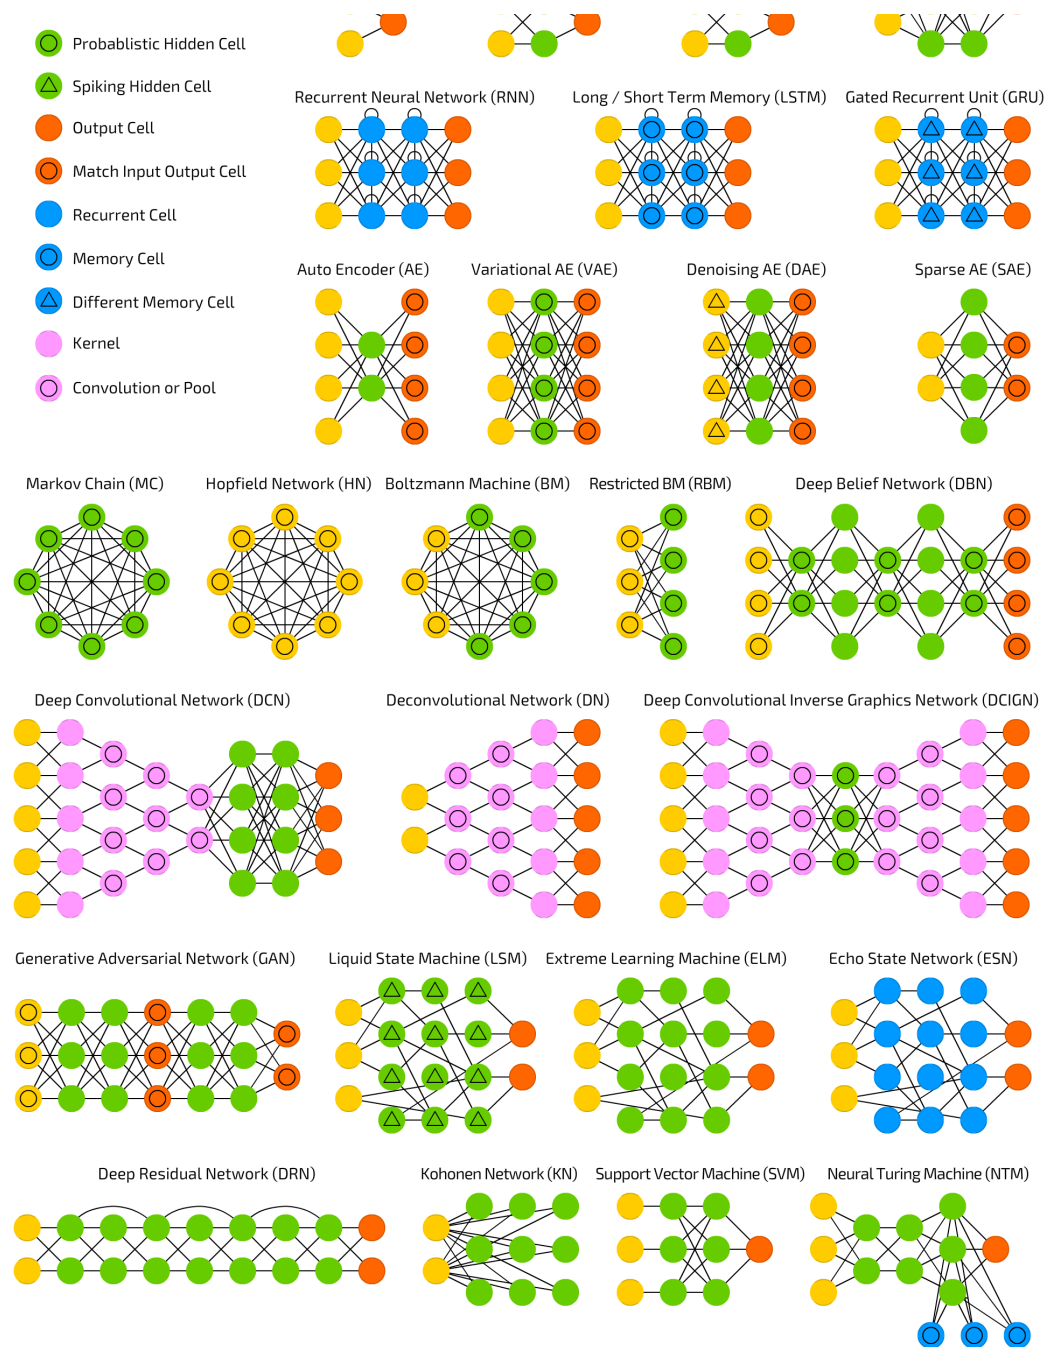 Probablistic Hidden Cell
Spiking Hidden Cell
Output Cell
Match Input Output Cell
Recurrent Cell
Memory Cell
Different Memory Cell
Kernel
Convolution or Pool
Recurrent Neural Network (RNN)
Long / Short Term Memory (LSTM)
Gated Recurrent Unit (GRU)
Auto Encoder (AE)
Variational AE (VAE)
Denoising AE (DAE)
Sparse AE (SAE)
Markov Chain (MC)
Hopfield Network (HN)
Boltzmann Machine (BM)
Restricted BM (RBM)
Deep Belief Network (DBN)
Deep Convolutional Network (DCN)
Deconvolutional Network (DN)
Deep Convolutional Inverse Graphics Network (DCIGN)
Generative Adversarial Network (GAN)
Liquid State Machine (LSM)
Extreme Learning Machine (ELM)
Echo State Network (ESN)
Deep Residual Network (DRN)
Kohonen Network (KN)
Support Vector Machine (SVM)
Neural Turing Machine (NTM)